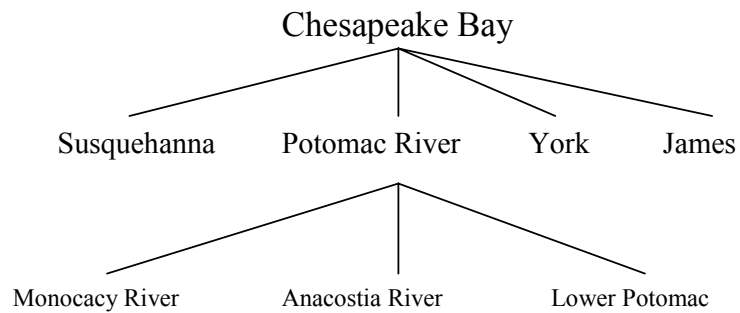 Chesapeake Bay
Susquehanna Potomac River York James
Monocacy River Anacostia River Lower Potomac